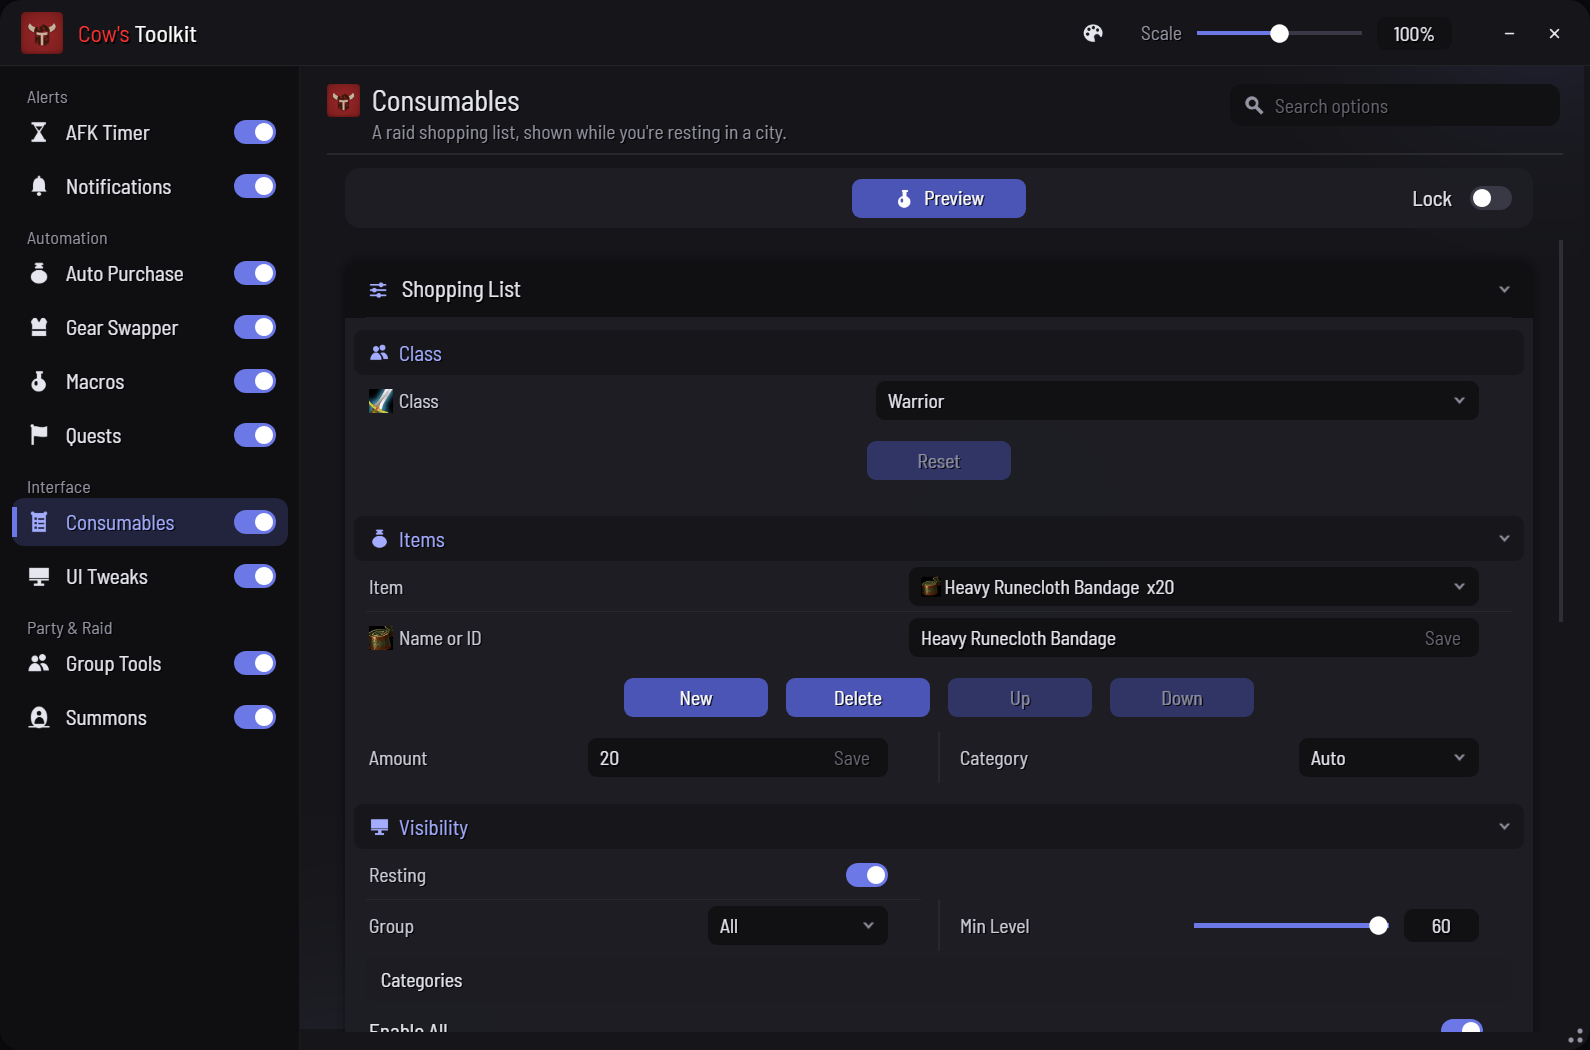 Cow's Toolkit
Scale
100%
Alerts
AFK Timer
Notifications
Automation
Auto Purchase
Gear Swapper
Macros
Quests
Interface
Consumables
UI Tweaks
Party & Raid
Group Tools
Summons
Consumables
A raid shopping list, shown while you're resting in a city.
Search options
Preview
Lock
Shopping List
Class
Class
Warrior
Reset
Items
Item
Heavy Runecloth Bandage x20
Name or ID
Heavy Runecloth Bandage
Save
New
Delete
Up
Down
Amount
20
Save
Category
Auto
Visibility
Resting
Group
All
Min Level
60
Categories
Enable All